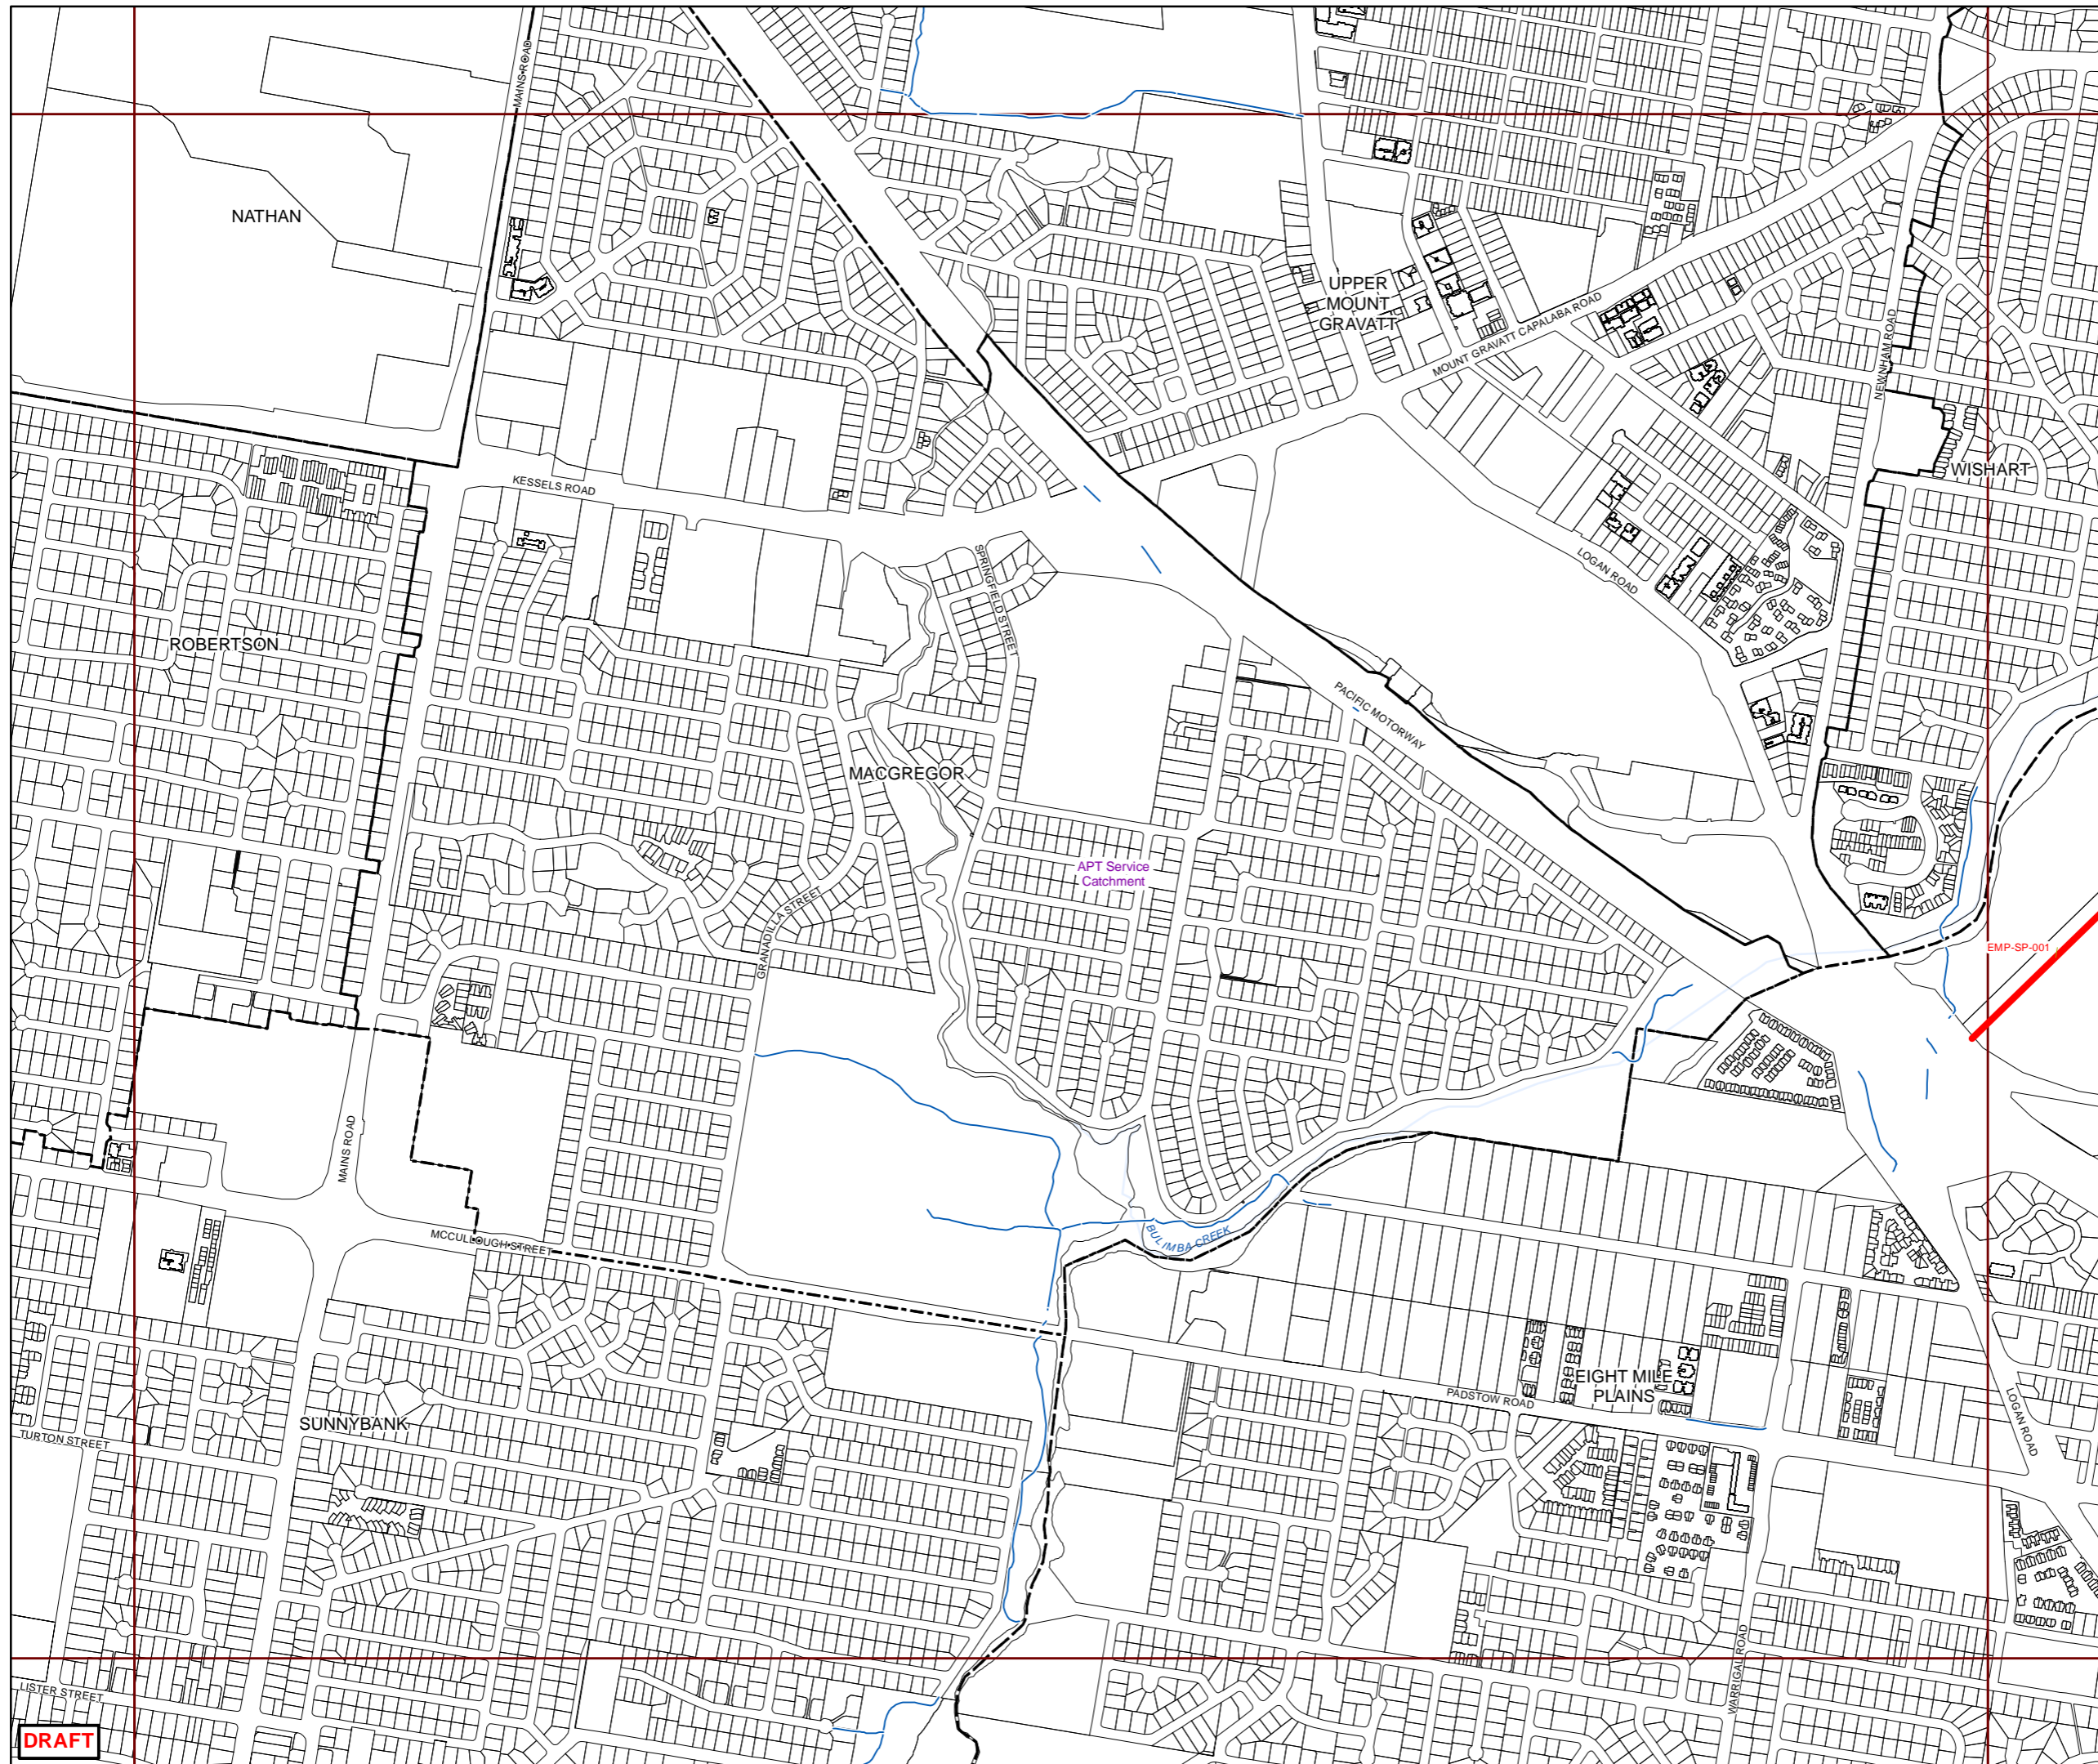 MAINS ROAD
NATHAN
UPPER
MOUNT
GRAVATT
MOUNT GRAVATT CAPALABA ROAD
NEWNHAM ROAD
WISHART
KESSELS ROAD
SPRINGFIELD STREET
LOGAN ROAD
ROBERTSON
PACIFIC MOTORWAY
MACGREGOR
APT Service
Catchment
GRANADILLA STREET
EMP-SP-001
MAINS ROAD
MCCULLOUGH STREET
BULIMBA CREEK
EIGHT MILE
PLAINS
PADSTOW ROAD
LOGAN ROAD
SUNNYBANK
TURTON STREET
WARRIGAL ROAD
LISTER STREET
DRAFT